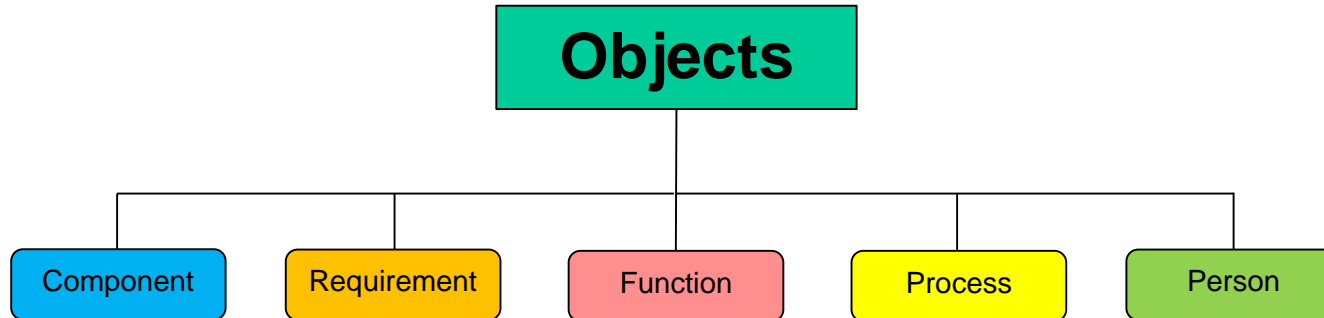 Objects
Component
Requirement
Function
Process
Person